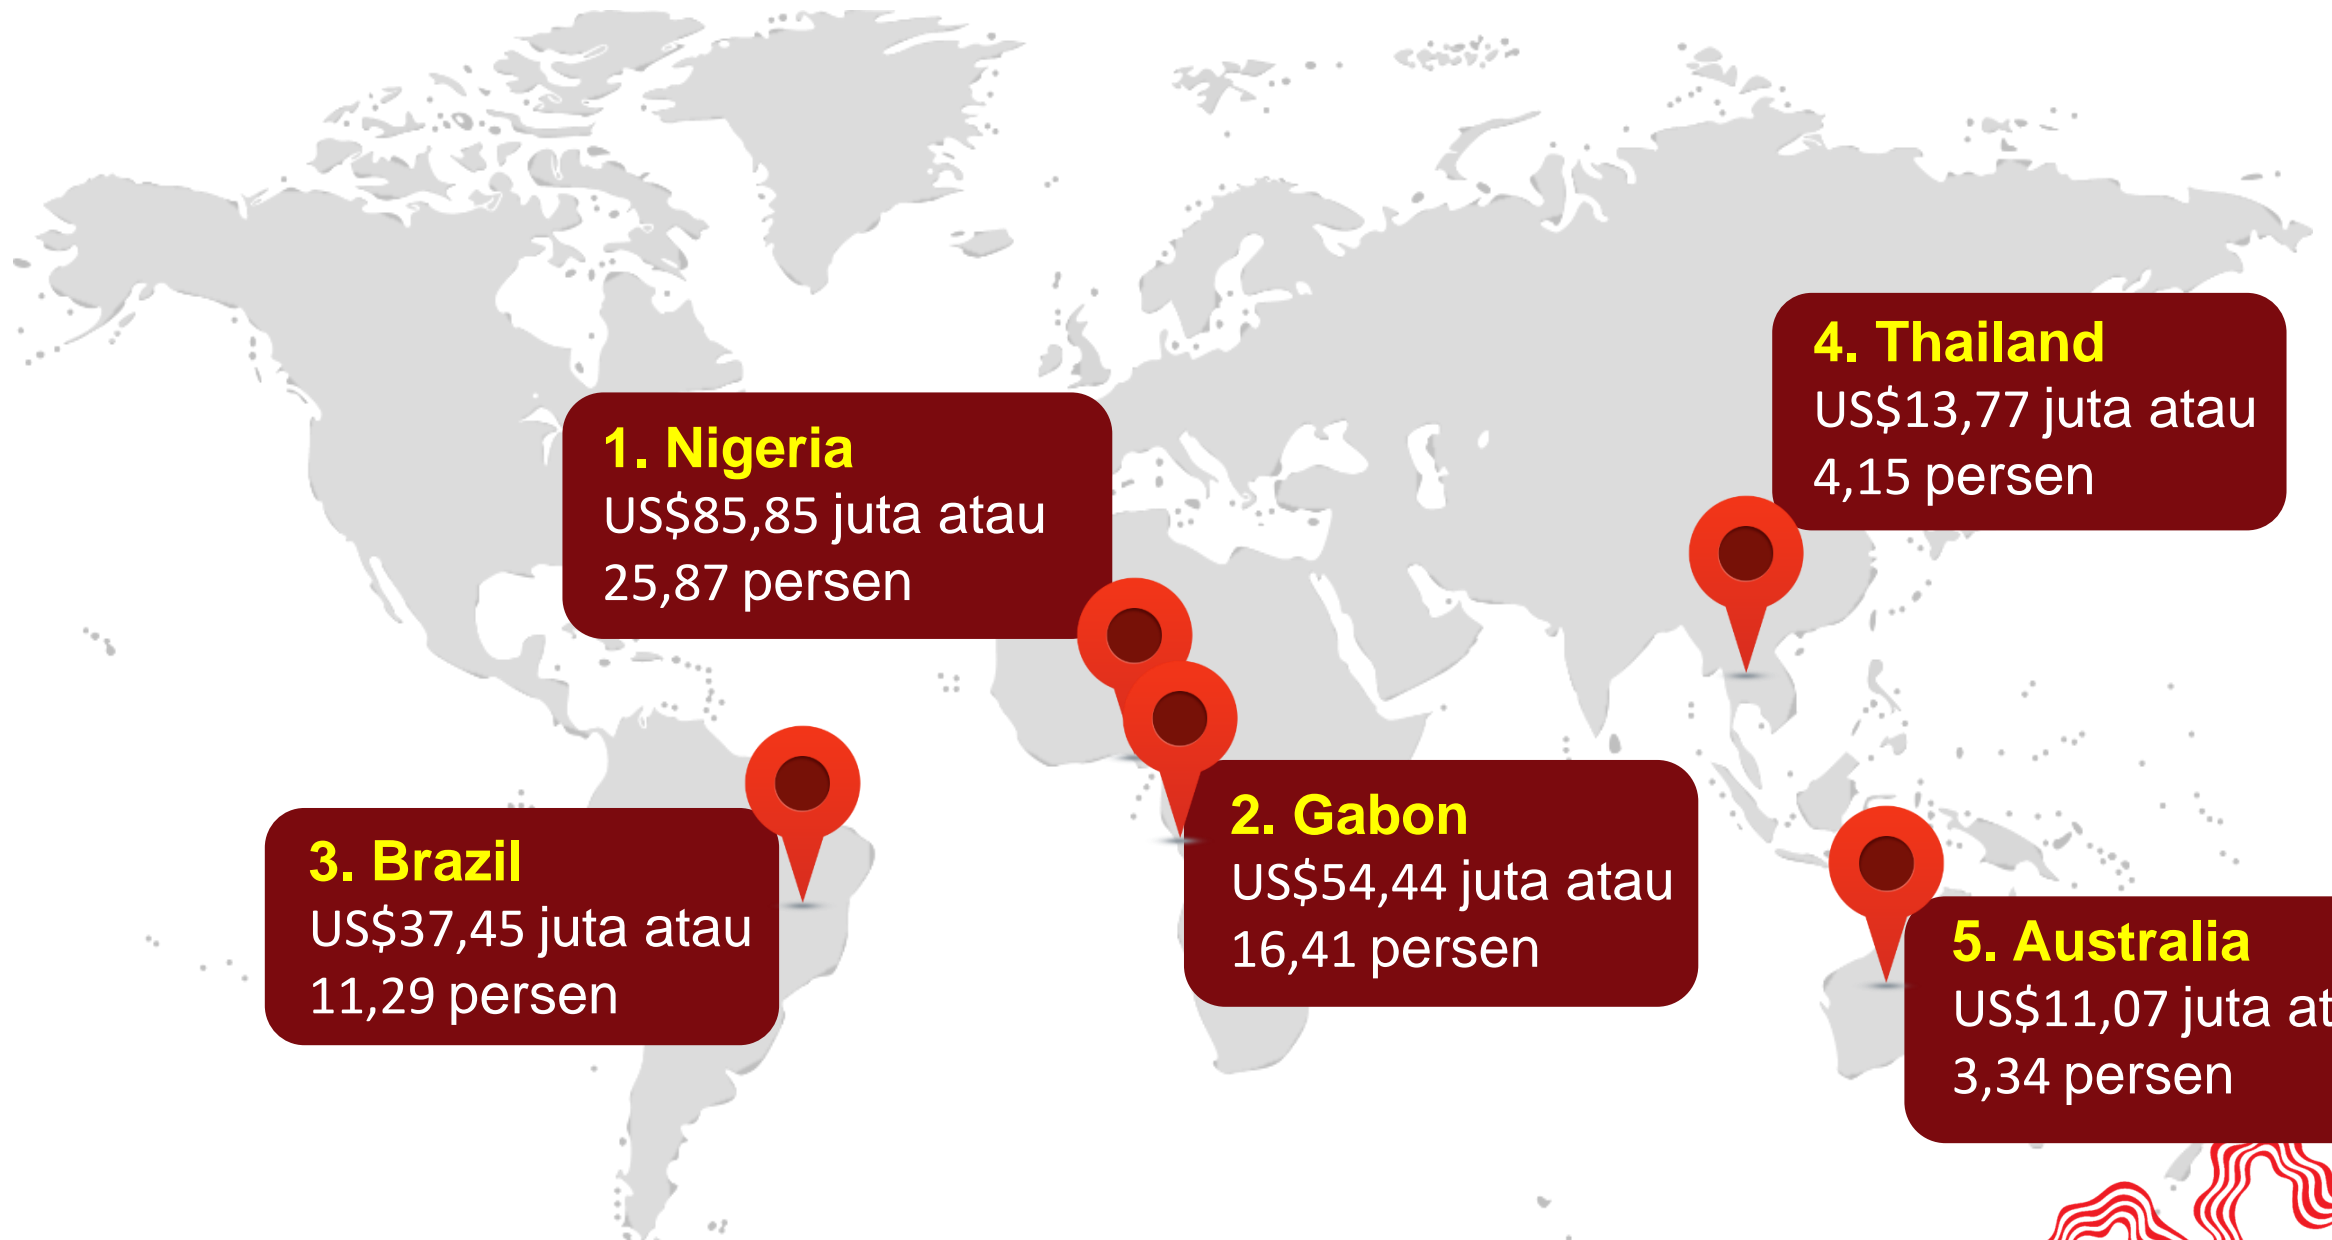 1. Nigeria
US$85,85 juta atau
25,87 persen
2. Gabon
US$54,44 juta atau
16,41 persen
3. Brazil
US$37,45 juta atau
11,29 persen
4. Thailand
US$13,77 juta atau
4,15 persen
5. Australia
US$11,07 juta at
3,34 persen